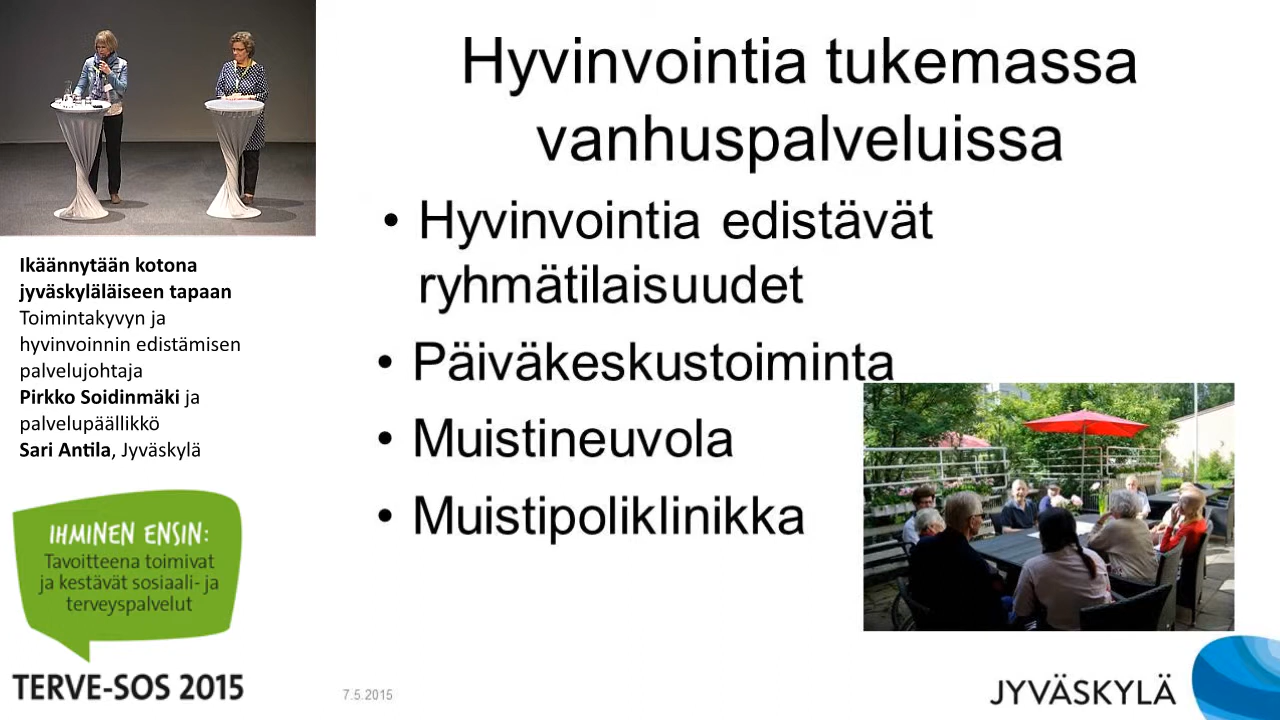 Hyvinvointia tukemassa
vanhuspalveluissa
• Hyvinvointia edistävät
ryhmätilaisuudet
• Päiväkeskustoiminta
• Muistineuvola
• Muistipoliklinikka
Ikäännytään kotona
jyväskyläläiseen tapaan
Toimintakyvyn ja
hyvinvoinnin edistämisen
palvelujohtaja
Pirkko Soidinmäki ja
palvelupäällikkö
Sari Antila, Jyväskylä
IHMINEN ENSIN:
Tavoitteena toimivat
ja kestävät sosiaali- ja
terveyspalvelut
TERVE-SOS 2015
7.5.2015
JYVÄSKYLÄ